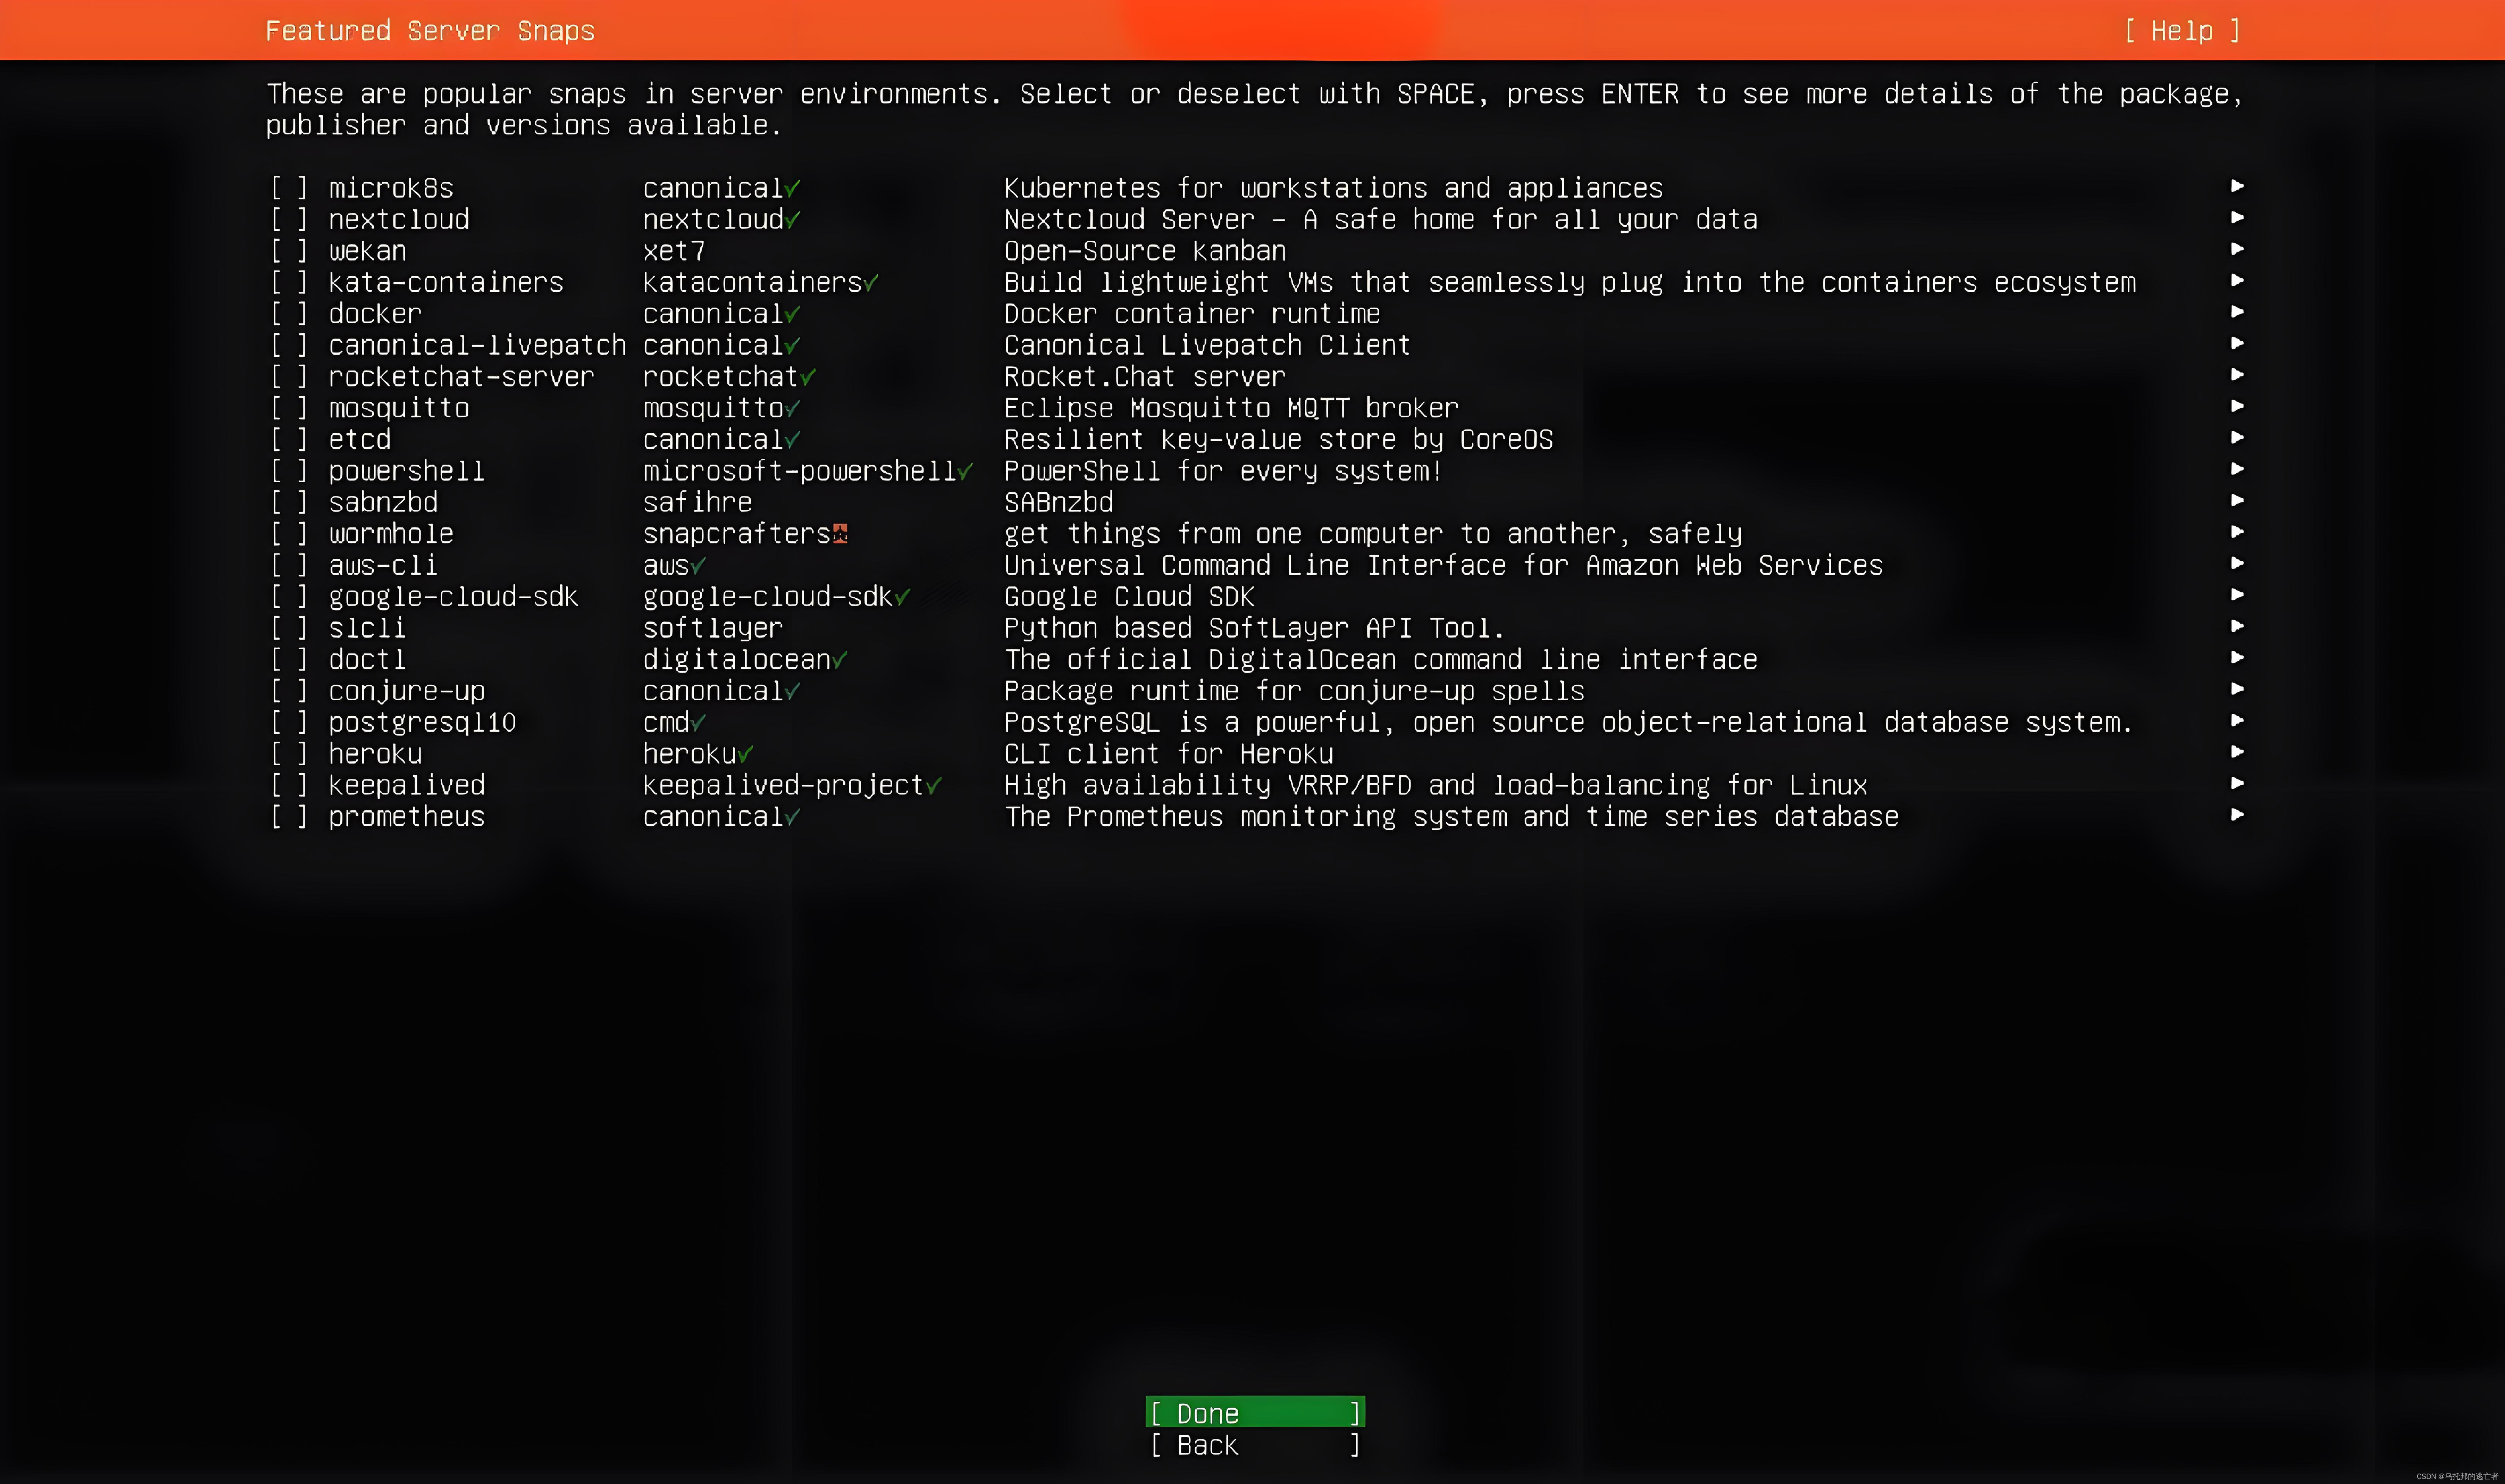 Featured Server Snaps [ Help ]
These are popular snaps in server environments. Select or deselect with SPACE, press ENTER to see more details of the package,
publisher and versions available.
[ ] microk8s canonical✓ Kubernetes for workstations and appliances ▸
[ ] nextcloud nextcloud✓ Nextcloud Server - A safe home for all your data ▸
[ ] wekan xet7 Open-Source kanban ▸
[ ] kata-containers katacontainers✓ Build lightweight VMs that seamlessly plug into the containers ecosystem ▸
[ ] docker canonical✓ Docker container runtime ▸
[ ] canonical-livepatch canonical✓ Canonical Livepatch Client ▸
[ ] rocketchat-server rocketchat✓ Rocket.Chat server ▸
[ ] mosquitto mosquitto✓ Eclipse Mosquitto MQTT broker ▸
[ ] etcd canonical✓ Resilient key-value store by CoreOS ▸
[ ] powershell microsoft-powershell✓ PowerShell for every system! ▸
[ ] sabnzbd safihre SABnzbd ▸
[ ] wormhole snapcrafters✪ get things from one computer to another, safely ▸
[ ] aws-cli aws✓ Universal Command Line Interface for Amazon Web Services ▸
[ ] google-cloud-sdk google-cloud-sdk✓ Google Cloud SDK ▸
[ ] slcli softlayer Python based SoftLayer API Tool. ▸
[ ] doctl digitalocean✓ The official DigitalOcean command line interface ▸
[ ] conjure-up canonical✓ Package runtime for conjure-up spells ▸
[ ] postgresql10 cmd✓ PostgreSQL is a powerful, open source object-relational database system. ▸
[ ] heroku heroku✓ CLI client for Heroku ▸
[ ] keepalived keepalived-project✓ High availability VRRP/BFD and load-balancing for Linux ▸
[ ] prometheus canonical✓ The Prometheus monitoring system and time series database ▸
[ Done ]
[ Back ]
CSDN @乌托邦的逃亡者